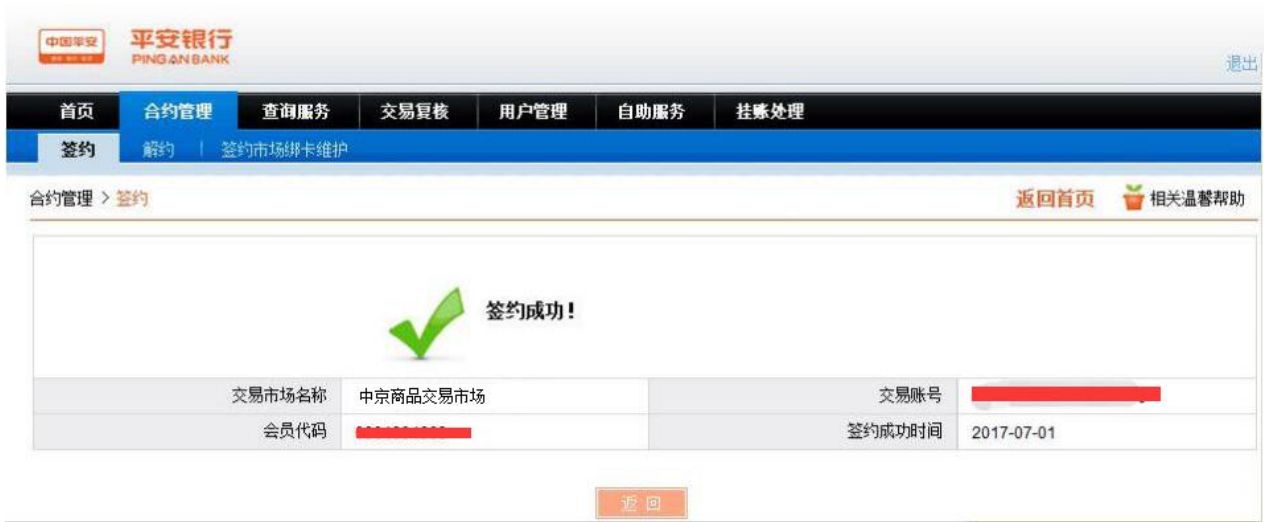 中国平安
平安银行
PINGAN BANK
退出
首页 合约管理 查询服务 交易复核 用户管理 自助服务 挂账处理
签约 解约 | 签约市场绑卡维护
合约管理 > 签约 返回首页 相关温馨帮助
签约成功!
交易市场名称 中京商品交易市场 交易账号
会员代码 签约成功时间 2017-07-01
返 回